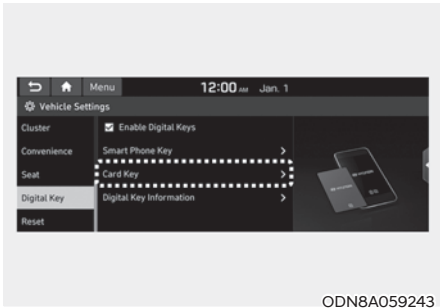 Menu
12:00 AM Jan. 1
Vehicle Settings
Cluster
Enable Digital Keys
Convenience
Smart Phone Key
Seat
Card Key
Digital Key
Digital Key Information
Reset
ODN8A059243